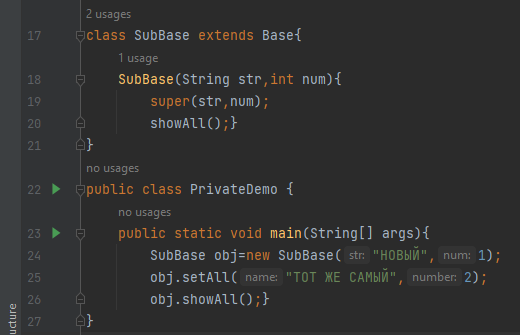 2 usages
17 class SubBase extends Base{
1 usage
18 SubBase(String str,int num){
19 super(str,num);
20 showAll();}
21 }
no usages
22 public class PrivateDemo {
no usages
23 public static void main(String[] args){
24 SubBase obj=new SubBase( str: "НОВЫЙ", num: 1);
25 obj.setAll( name: "ТОТ ЖЕ САМЫЙ", number: 2);
26 obj.showAll();}
27 }
ucture